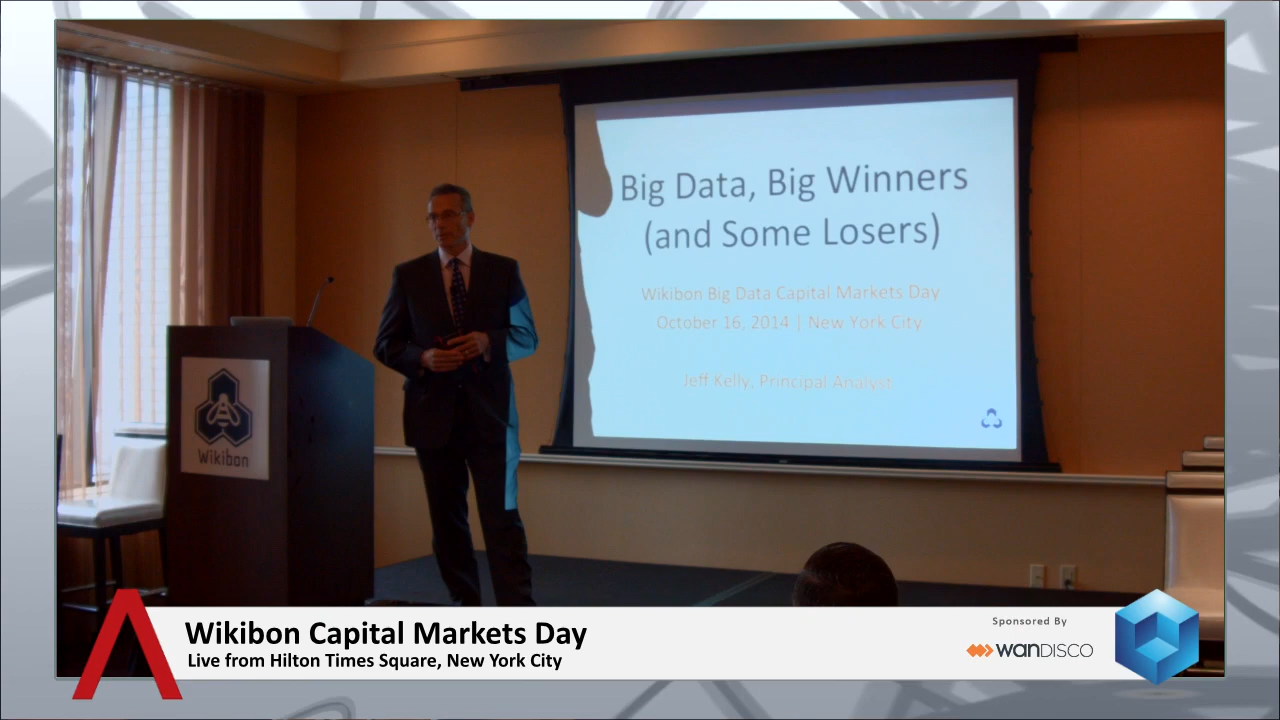 Big Data, Big Winners
(and Some Losers)
Wikibon Big Data Capital Markets Day
October 16, 2014 | New York City
Jeff Kelly, Principal Analyst
Wikibon
Wikibon Capital Markets Day
Live from Hilton Times Square, New York City
Sponsored By
WANDISCO